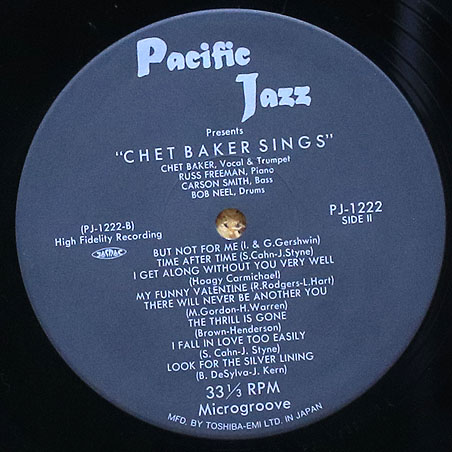 Pacific
Jazz
Presents
"CHET BAKER SINGS"
CHET BAKER, Vocal & Trumpet
RUSS FREEMAN, Piano
CARSON SMITH, Bass
BOB NEEL, Drums
(PJ-1222-B)
High Fidelity Recording
PJ-1222
SIDE II
BUT NOT FOR ME (I. & G.Gershwin)
TIME AFTER TIME (S.Cahn-J.Styne)
I GET ALONG WITHOUT YOU VERY WELL
(Hoagy Carmichael)
MY FUNNY VALENTINE (R.Rodgers-L.Hart)
THERE WILL NEVER BE ANOTHER YOU
(M.Gordon-H.Warren)
THE THRILL IS GONE
(Brown-Henderson)
I FALL IN LOVE TOO EASILY
(S. Cahn-J. Styne)
LOOK FOR THE SILVER LINING
(B. DeSylva-J. Kern)
33 1/3 RPM
Microgroove
MFD. BY TOSHIBA-EMI LTD. IN JAPAN